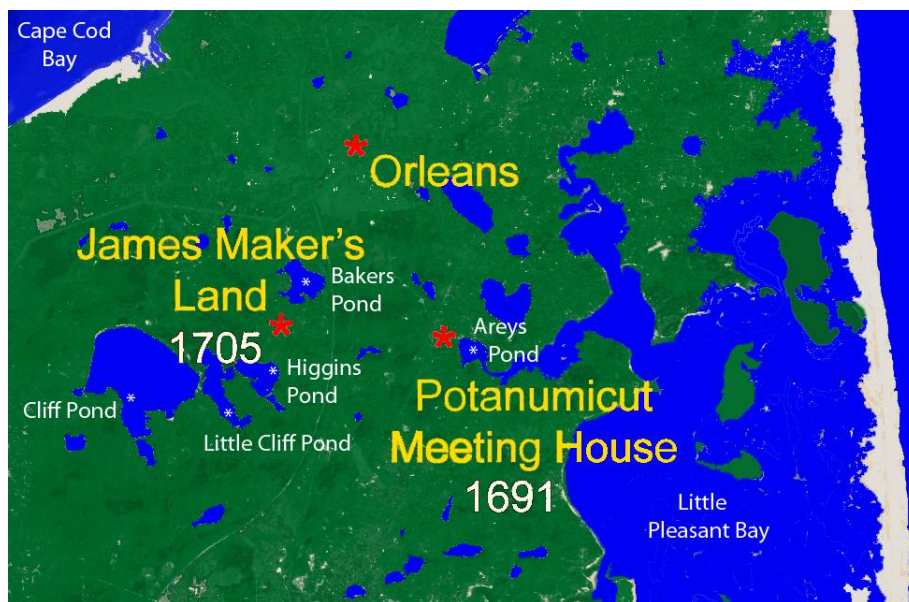 Cape Cod
Bay
*
Orleans
James Maker's
Land
*
1705
Bakers
Pond
*
*
Areys
Pond
*
Higgins
Pond
*
Cliff Pond
*
Little Cliff Pond
*
Potanumicut
Meeting House
1691
Little
Pleasant Bay